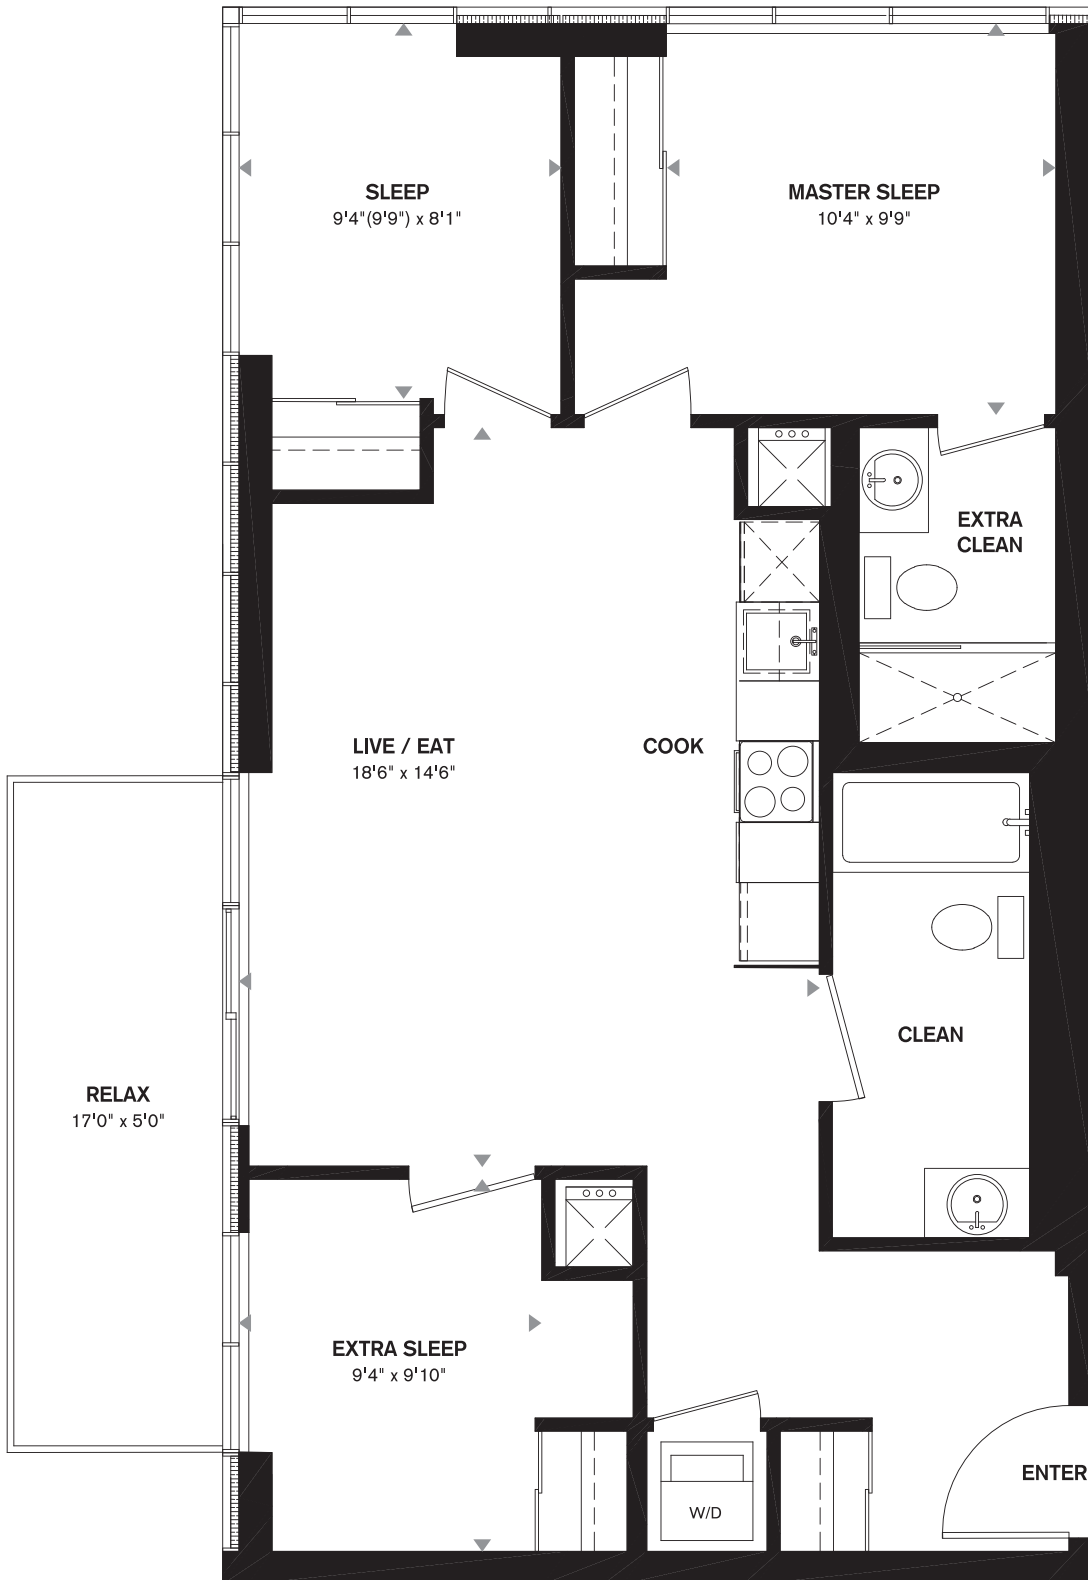 SLEEP
9'4"(9'9") x 8'1"
MASTER SLEEP
10'4" x 9'9"
EXTRA
CLEAN
LIVE / EAT
18'6" x 14'6"
COOK
CLEAN
RELAX
17'0" x 5'0"
EXTRA SLEEP
9'4" x 9'10"
ENTER
W/D